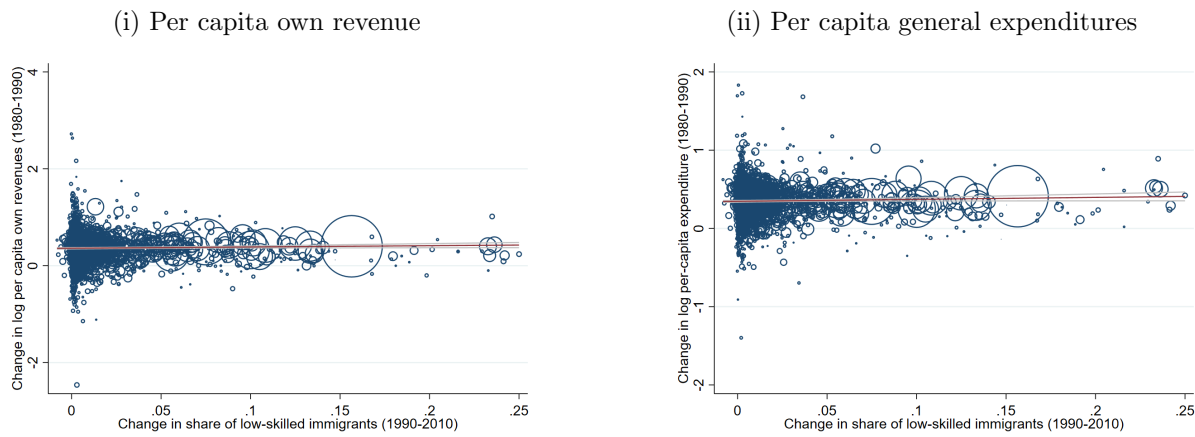 (i) Per capita own revenue
Change in log per capita own revenues (1980-1990)
4
2
0
-2
0 .05 .1 .15 .2 .25
Change in share of low-skilled immigrants (1990-2010)
(ii) Per capita general expenditures
Change in log per-capita expenditure (1980-1990)
2
1
0
-1
-2
0 .05 .1 .15 .2 .25
Change in share of low-skilled immigrants (1990-2010)